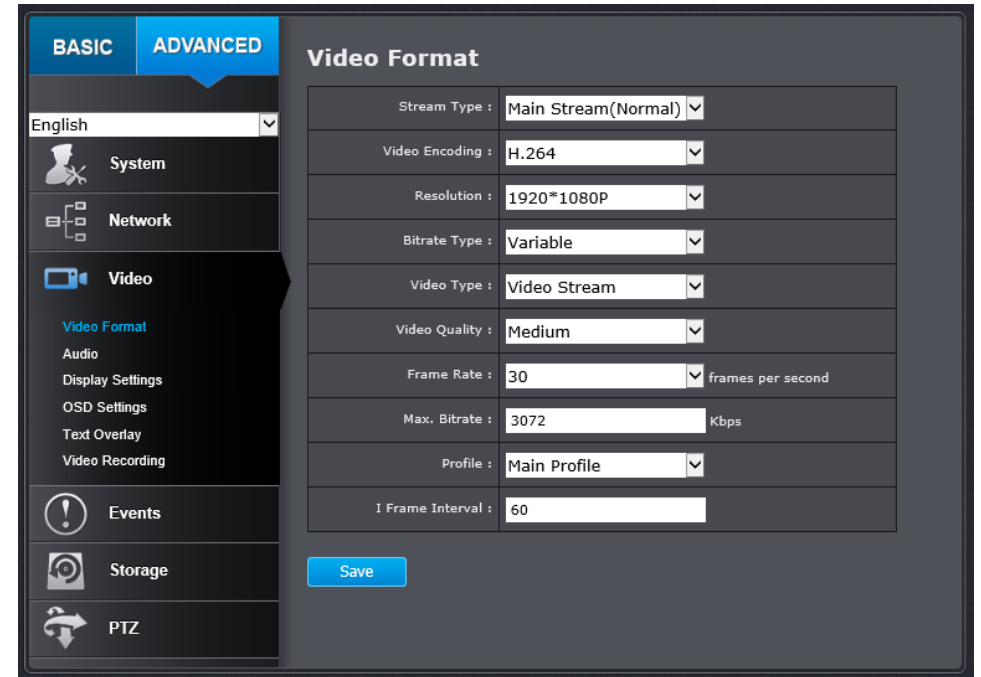 BASIC ADVANCED
English
System
Network
Video
Video Format
Audio
Display Settings
OSD Settings
Text Overlay
Video Recording
Events
Storage
PTZ
Video Format
Stream Type : Main Stream(Normal)
Video Encoding : H.264
Resolution : 1920*1080P
Bitrate Type : Variable
Video Type : Video Stream
Video Quality : Medium
Frame Rate : 30 frames per second
Max. Bitrate : 3072 Kbps
Profile : Main Profile
I Frame Interval : 60
Save